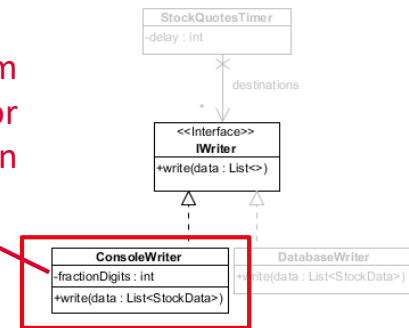 StockQuotesTimer
-delay : int
m
or
n
destinations
*
<<Interface>>
IWriter
+write(data : List<>)
ConsoleWriter
-fractionDigits : int
+write(data : List<StockData>)
DatabaseWriter
+write(data : List<StockData>)